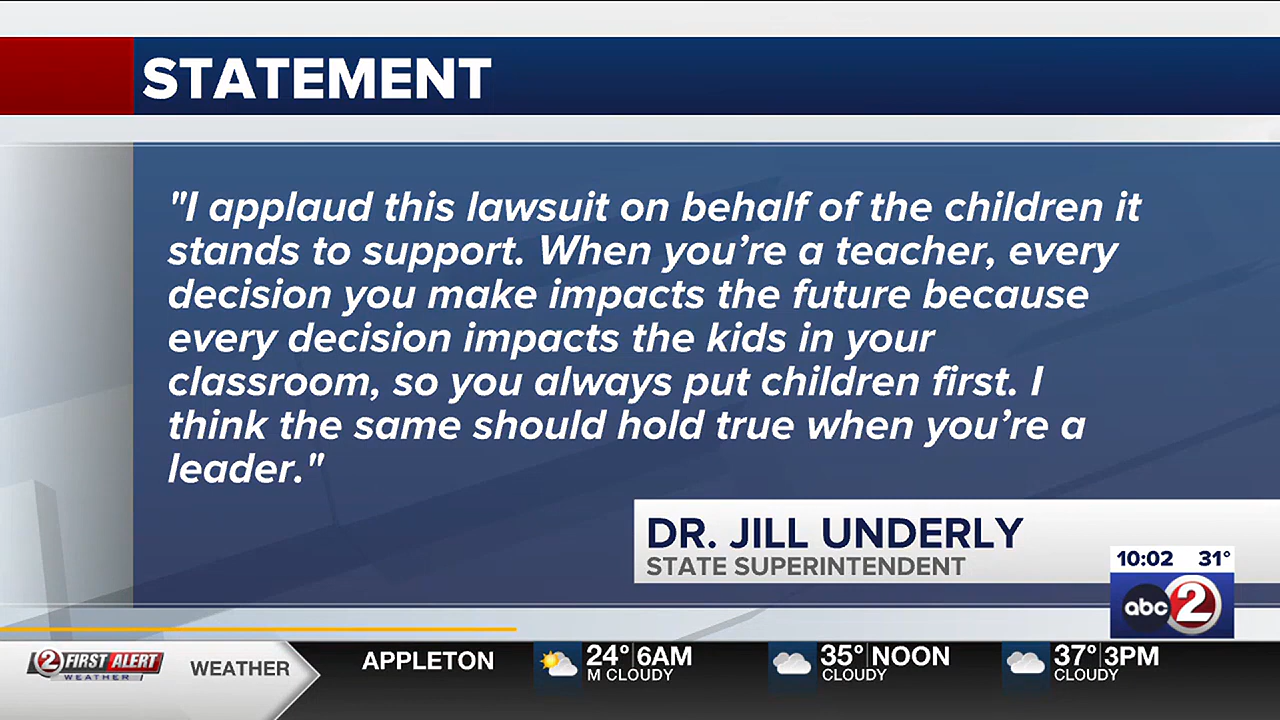 STATEMENT
"I applaud this lawsuit on behalf of the children it
stands to support. When you’re a teacher, every
decision you make impacts the future because
every decision impacts the kids in your
classroom, so you always put children first. I
think the same should hold true when you’re a
leader."
DR. JILL UNDERLY
STATE SUPERINTENDENT
10:02 31°
abc 2
2 FIRST ALERT
WEATHER
WEATHER
APPLETON
24° 6AM
M CLOUDY
35° NOON
CLOUDY
37° 3PM
CLOUDY